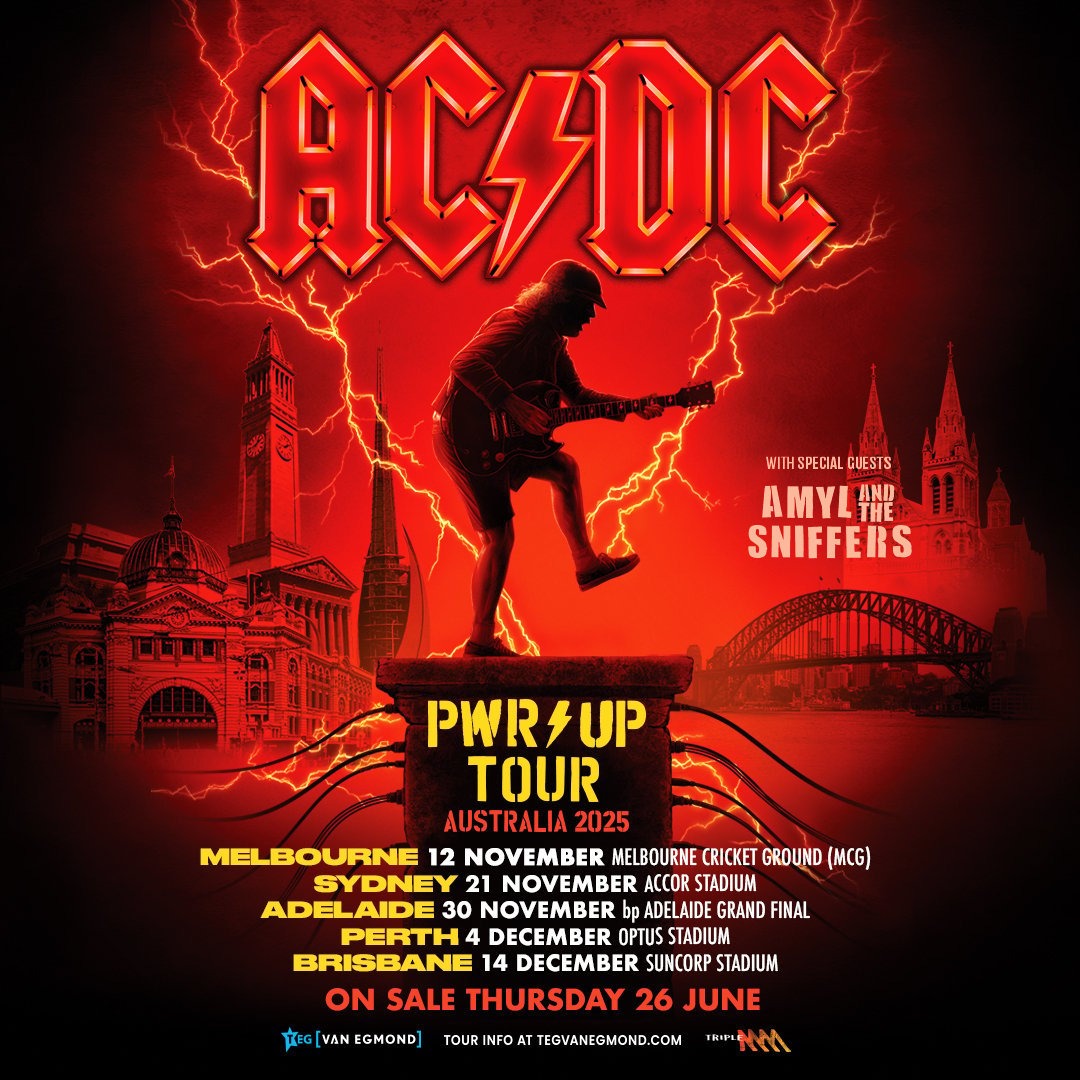 AC⚡DC
WITH SPECIAL GUESTS
AMYL AND THE
SNIFFERS
PWR⚡UP
TOUR
AUSTRALIA 2025
MELBOURNE 12 NOVEMBER MELBOURNE CRICKET GROUND (MCG)
SYDNEY 21 NOVEMBER ACCOR STADIUM
ADELAIDE 30 NOVEMBER bp ADELAIDE GRAND FINAL
PERTH 4 DECEMBER OPTUS STADIUM
BRISBANE 14 DECEMBER SUNCORP STADIUM
ON SALE THURSDAY 26 JUNE
TEG [VAN EGMOND] TOUR INFO AT TEGVANEGMOND.COM TRIPLE MMM